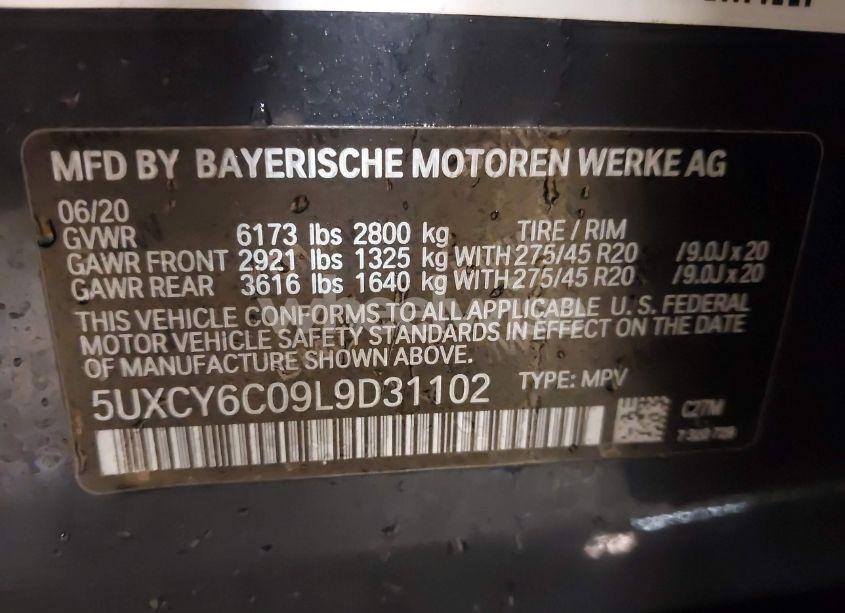 MFD BY BAYERISCHE MOTOREN WERKE AG
06/20
GVWR 6173 lbs 2800 kg TIRE / RIM
GAWR FRONT 2921 lbs 1325 kg WITH 275/45 R20 /9.0J x 20
GAWR REAR 3616 lbs 1640 kg WITH 275/45 R20 /9.0J x 20
THIS VEHICLE CONFORMS TO ALL APPLICABLE U.S. FEDERAL
MOTOR VEHICLE SAFETY STANDARDS IN EFFECT ON THE DATE
OF MANUFACTURE SHOWN ABOVE.
5UXCY6C09L9D31102 TYPE: MPV
C27M